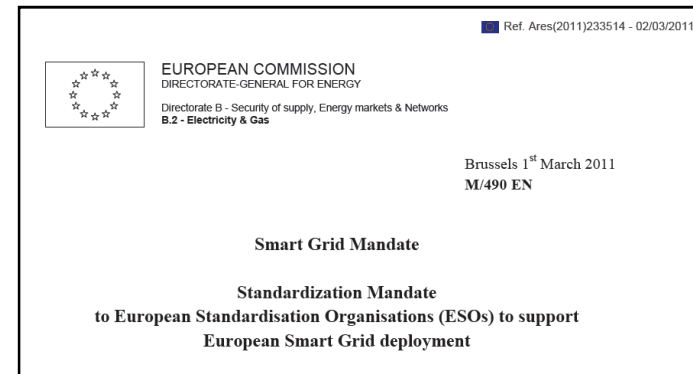 Ref. Ares(2011)233514 - 02/03/2011
EUROPEAN COMMISSION
DIRECTORATE-GENERAL FOR ENERGY
Directorate B - Security of supply, Energy markets & Networks
B.2 - Electricity & Gas
Brussels 1st March 2011
M/490 EN
Smart Grid Mandate
Standardization Mandate
to European Standardisation Organisations (ESOs) to support
European Smart Grid deployment